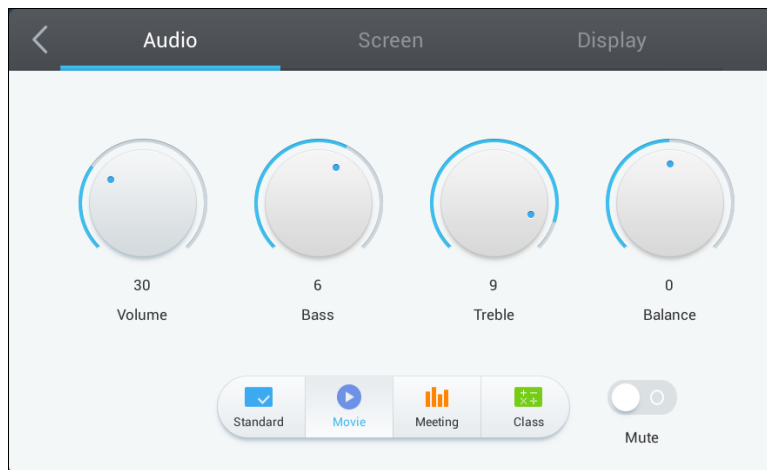 Audio Screen Display
30 6 9 0
Volume Bass Treble Balance
Standard Movie Meeting Class
Mute